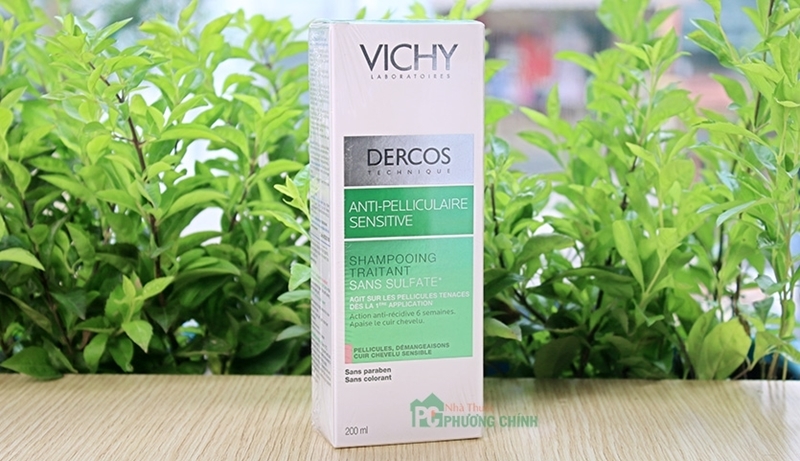 VICHY
LABORATOIRES
DERCOS
TECHNIQUE
ANTI-PELLICULAIRE
SENSITIVE
SHAMPOOING
TRAITANT
SANS SULFATE*
AGIT SUR LES PELLICULES TENACES
DÈS LA 1ÈRE APPLICATION
Action anti-récidive 6 semaines.
Apaise le cuir chevelu.
PELLICULES, DÉMANGEAISONS
CUIR CHEVELU SENSIBLE
Sans paraben
Sans colorant
200 ml
PC
Nhà Thuốc
PHƯƠNG CHÍNH